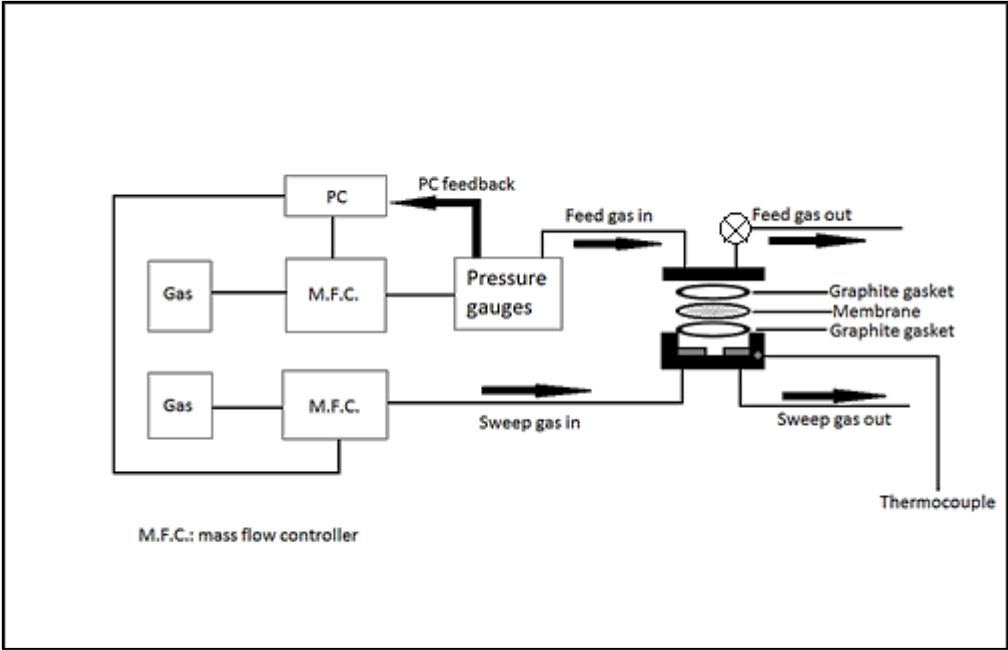 PC
PC feedback
Feed gas in
Feed gas out
Gas
M.F.C.
Pressure
gauges
Graphite gasket
Membrane
Graphite gasket
Gas
M.F.C.
Sweep gas in
Sweep gas out
Thermocouple
M.F.C.: mass flow controller